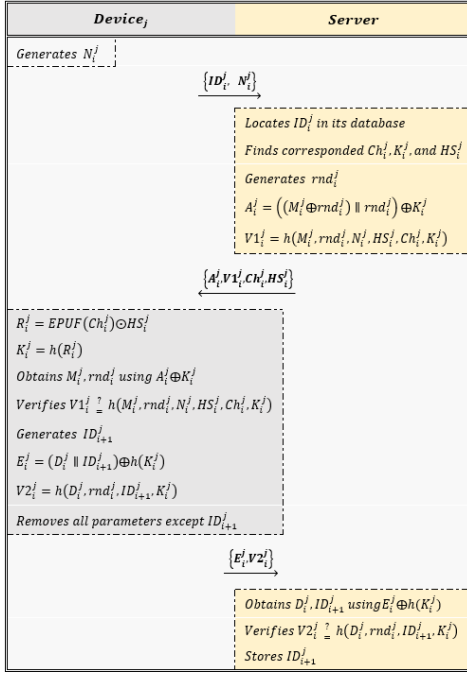 Device_j Server
Generates N_i^j
{ID_i^j, N_i^j}
Locates ID_i^j in its database
Finds corresponded Ch_i^j, K_i^j, and HS_i^j
Generates rnd_i^j
A_i^j = ((M_i^j⊕rnd_i^j) ∥ rnd_i^j)⊕K_i^j
V1_i^j = h(M_i^j, rnd_i^j, N_i^j, HS_i^j, Ch_i^j, K_i^j)
{A_i^j, V1_i^j, Ch_i^j, HS_i^j}
R_i^j = EPUF(Ch_i^j)⊙HS_i^j
K_i^j = h(R_i^j)
Obtains M_i^j, rnd_i^j using A_i^j⊕K_i^j
Verifies V1_i^j ≟ h(M_i^j, rnd_i^j, N_i^j, HS_i^j, Ch_i^j, K_i^j)
Generates ID_{i+1}^j
E_i^j = (D_i^j ∥ ID_{i+1}^j)⊕h(K_i^j)
V2_i^j = h(D_i^j, rnd_i^j, ID_{i+1}^j, K_i^j)
Removes all parameters except ID_{i+1}^j
{E_i^j, V2_i^j}
Obtains D_i^j, ID_{i+1}^j using E_i^j⊕h(K_i^j)
Verifies V2_i^j ≟ h(D_i^j, rnd_i^j, ID_{i+1}^j, K_i^j)
Stores ID_{i+1}^j